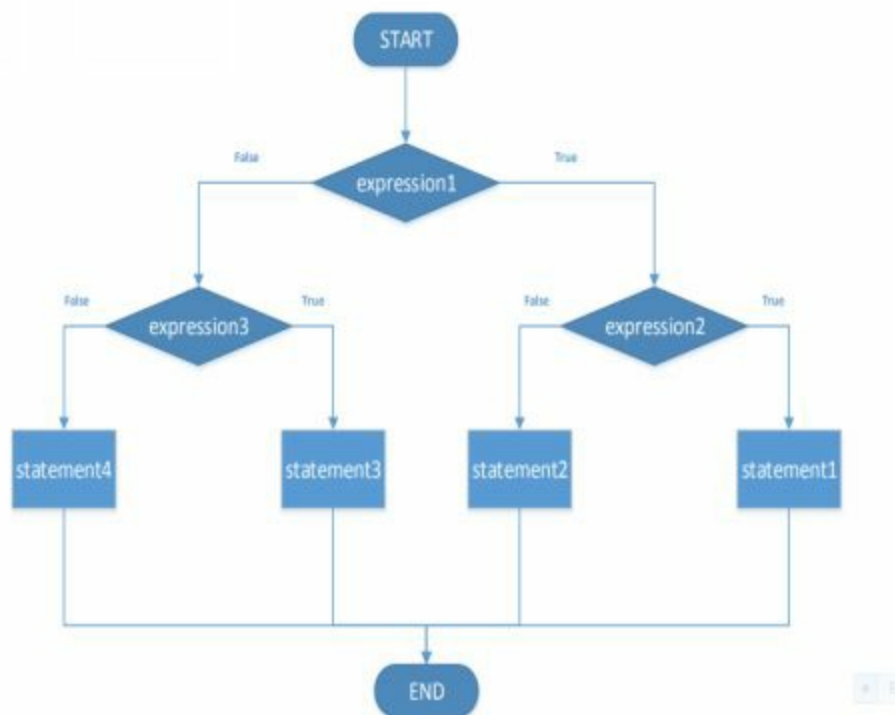 START
False
True
expression1
False
True
False
True
expression3
expression2
statement4
statement3
statement2
statement1
END